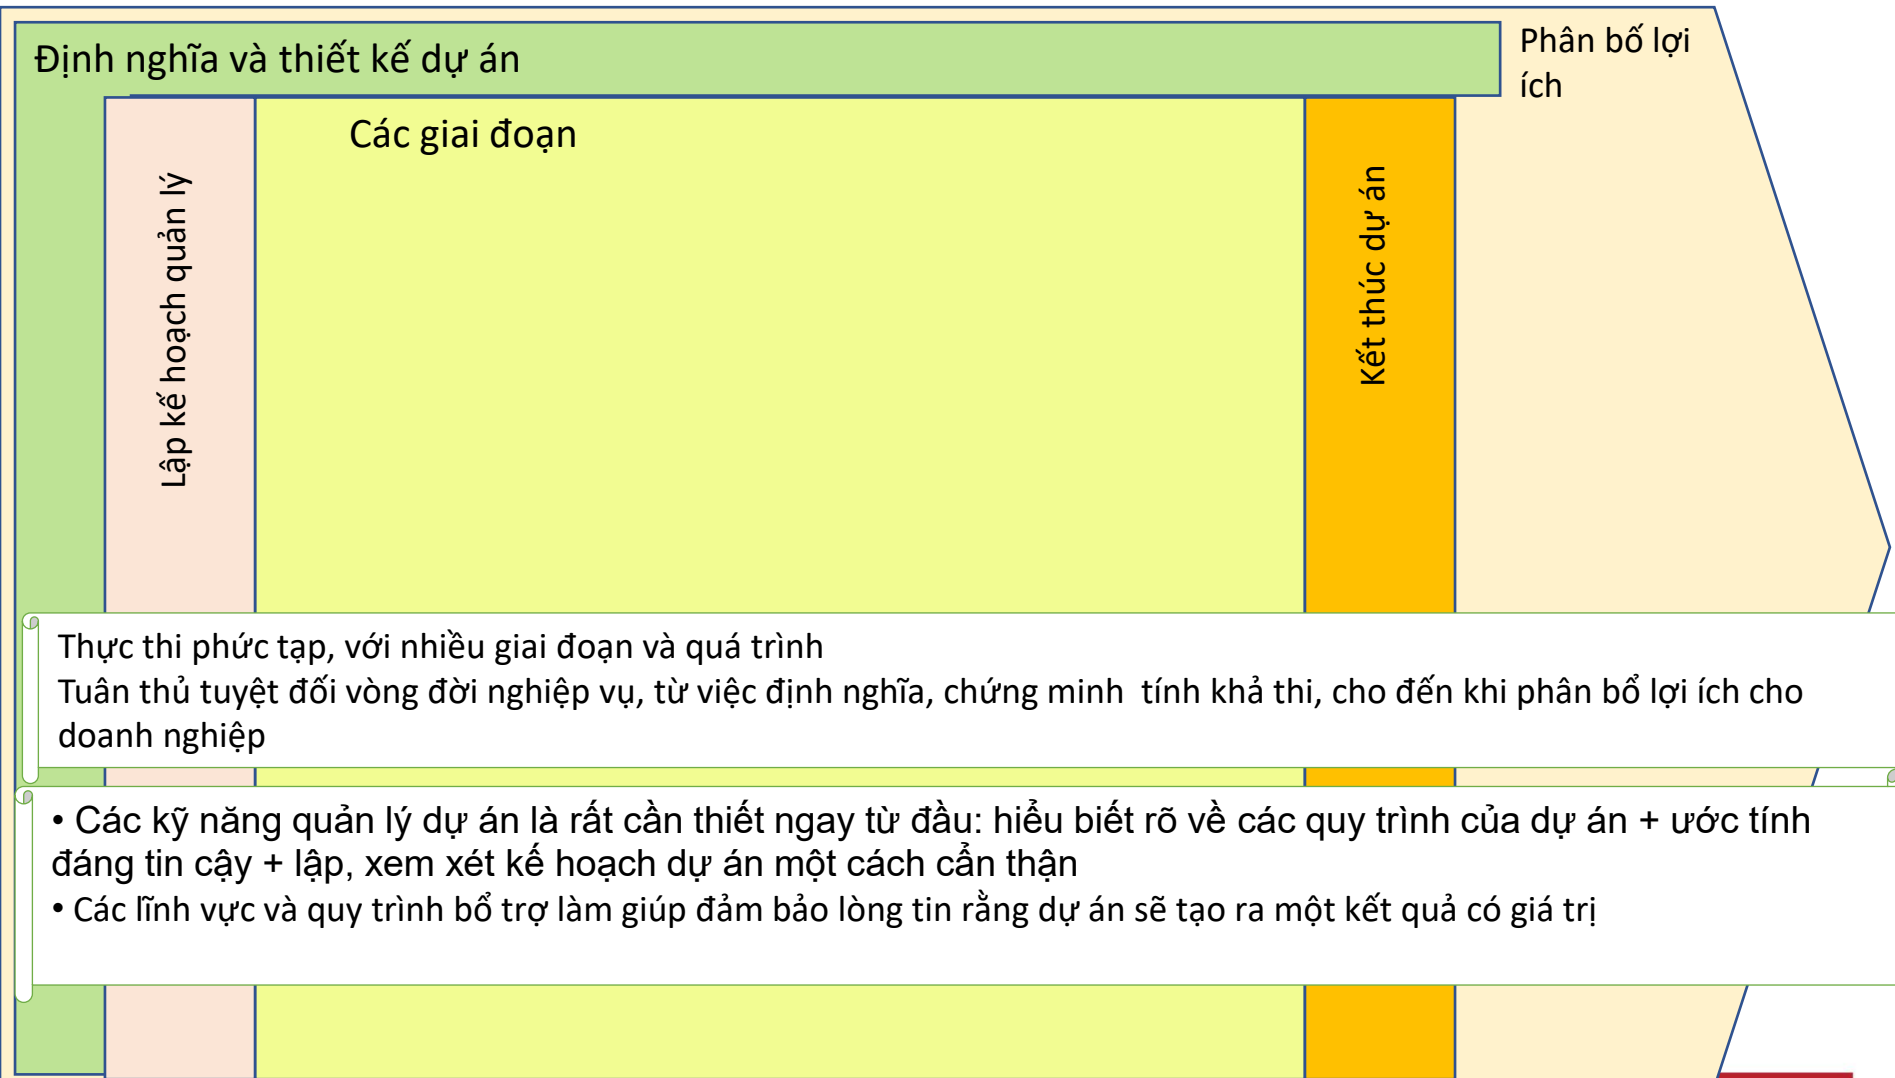 Định nghĩa và thiết kế dự án
Phân bố lợi
ích
Các giai đoạn
Lập kế hoạch quản lý
Kết thúc dự án
Thực thi phức tạp, với nhiều giai đoạn và quá trình
Tuân thủ tuyệt đối vòng đời nghiệp vụ, từ việc định nghĩa, chứng minh tính khả thi, cho đến khi phân bổ lợi ích cho
doanh nghiệp
• Các kỹ năng quản lý dự án là rất cần thiết ngay từ đầu: hiểu biết rõ về các quy trình của dự án + ước tính
đáng tin cậy + lập, xem xét kế hoạch dự án một cách cẩn thận
• Các lĩnh vực và quy trình bổ trợ làm giúp đảm bảo lòng tin rằng dự án sẽ tạo ra một kết quả có giá trị